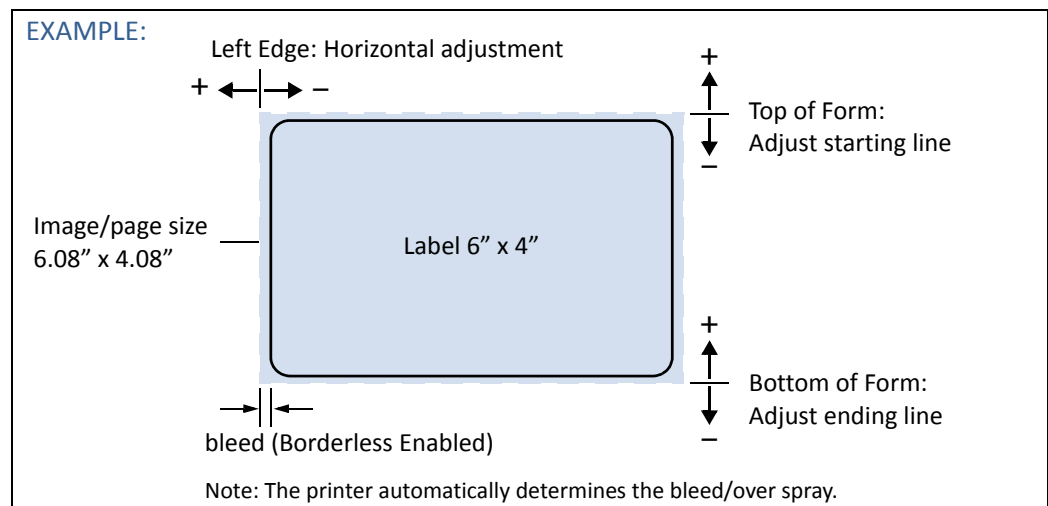 EXAMPLE:
Left Edge: Horizontal adjustment
+ –
+
–
Top of Form:
Adjust starting line
Image/page size
6.08” x 4.08”
Label 6” x 4”
+
–
Bottom of Form:
Adjust ending line
bleed (Borderless Enabled)
Note: The printer automatically determines the bleed/over spray.